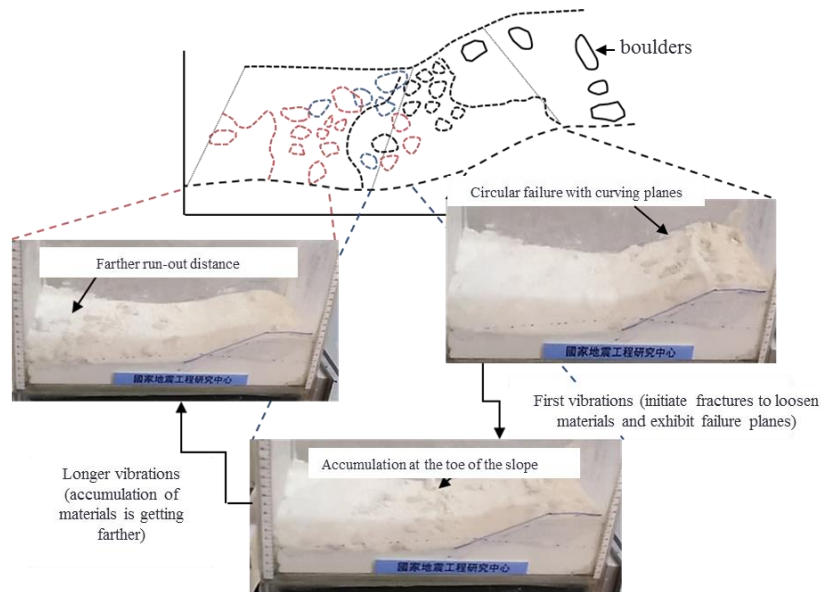 boulders
Circular failure with curving planes
Farther run-out distance
國家地震工程研究中心
國家地震工程研究中心
First vibrations (initiate fractures to loosen
materials and exhibit failure planes)
Accumulation at the toe of the slope
Longer vibrations
(accumulation of
materials is getting
farther)
國家地震工程研究中心